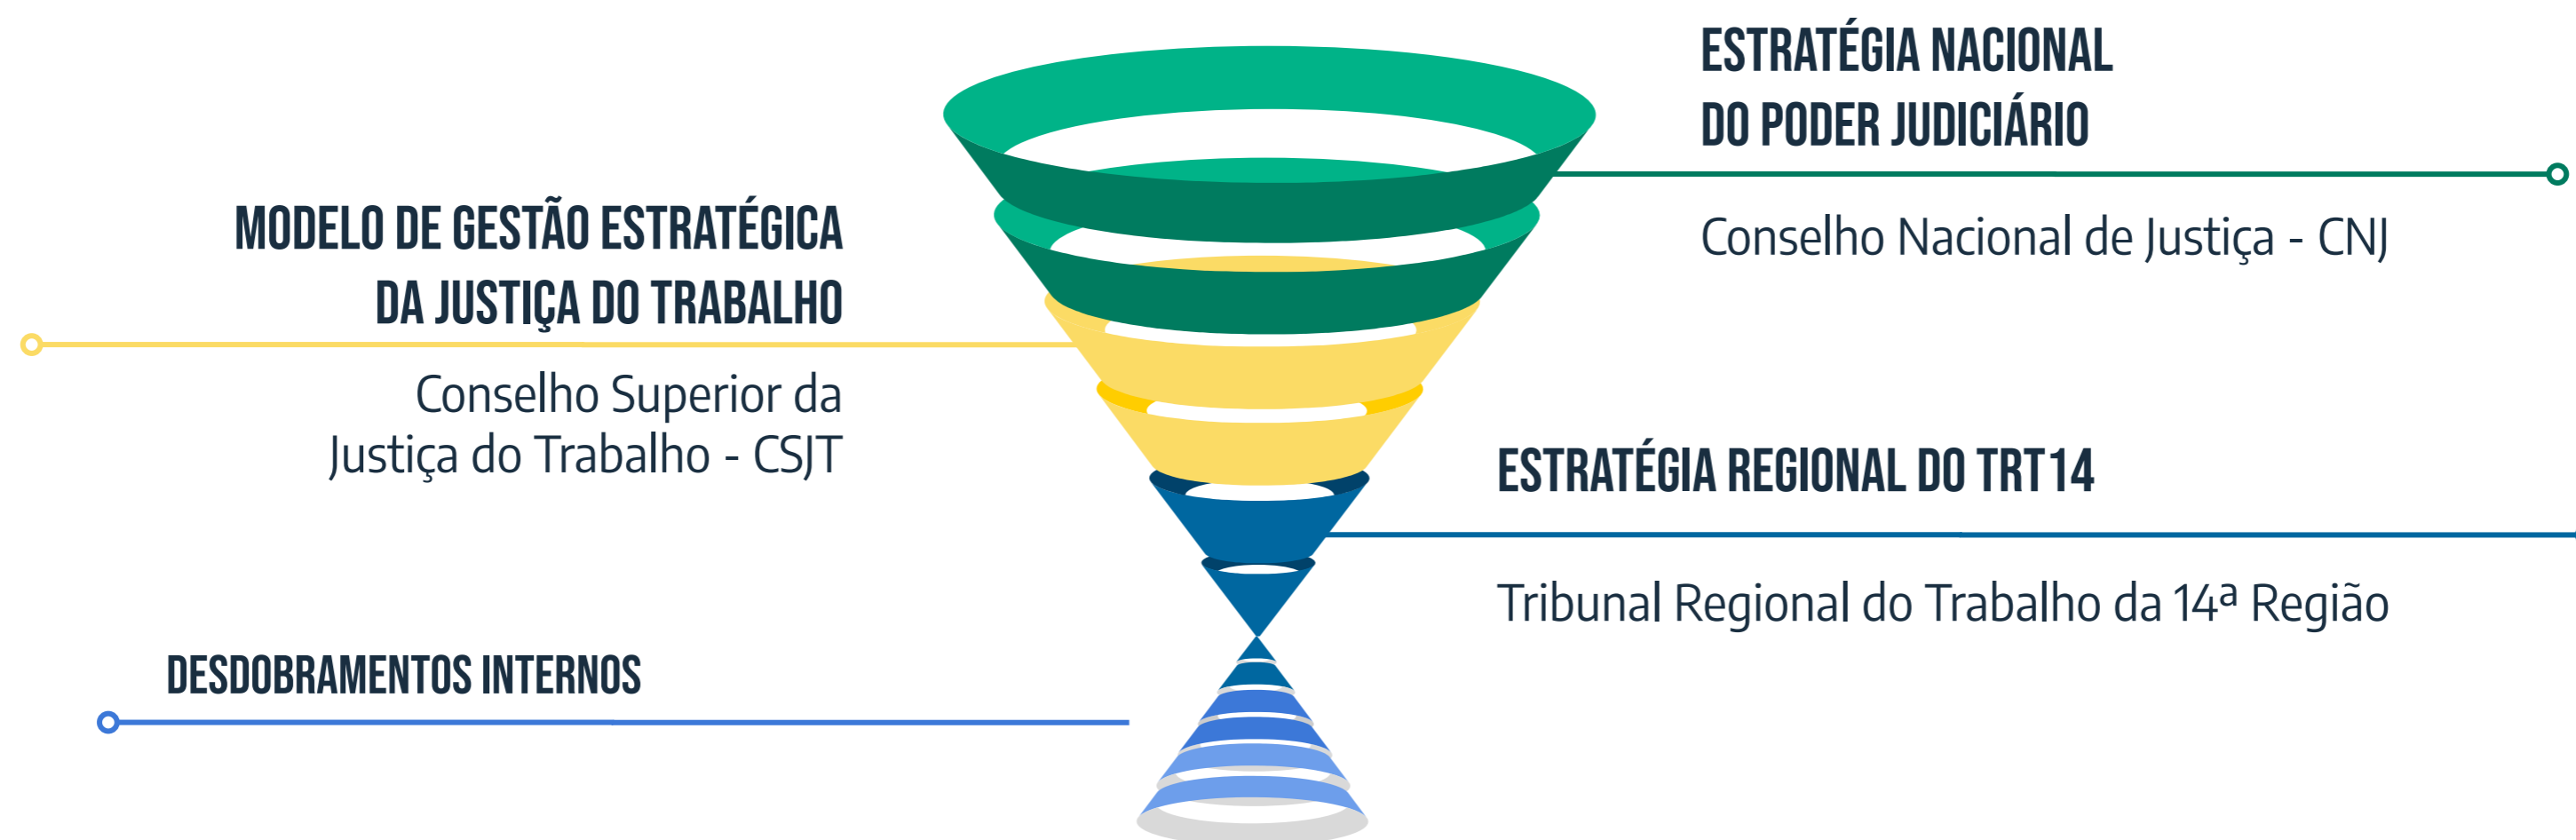 ESTRATÉGIA NACIONAL
DO PODER JUDICIÁRIO
Conselho Nacional de Justiça - CNJ
MODELO DE GESTÃO ESTRATÉGICA
DA JUSTIÇA DO TRABALHO
Conselho Superior da
Justiça do Trabalho - CSJT
ESTRATÉGIA REGIONAL DO TRT14
Tribunal Regional do Trabalho da 14ª Região
DESDOBRAMENTOS INTERNOS